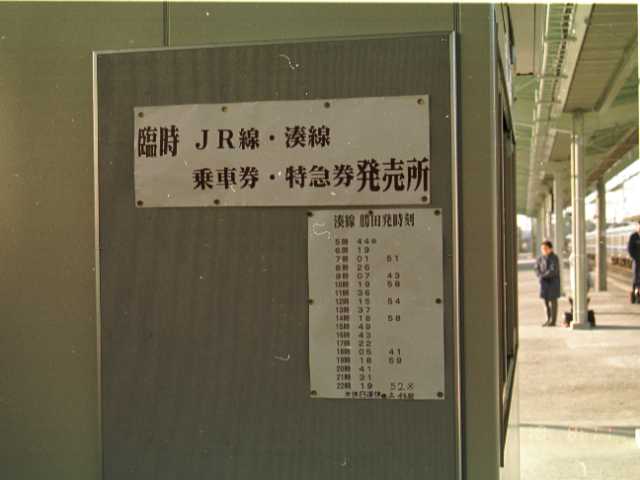 臨時 JR線・湊線
乗車券・特急券発売所
湊線 勝田発時刻
5時 44※
6時 19
7時 01 51
8時 26
9時 07 43
10時 19 58
11時 36
12時 15 54
13時 37
14時 18 58
15時 49
16時 43
17時 22
18時 05 41
19時 18 59
20時 41
21時 31
22時 19 52※